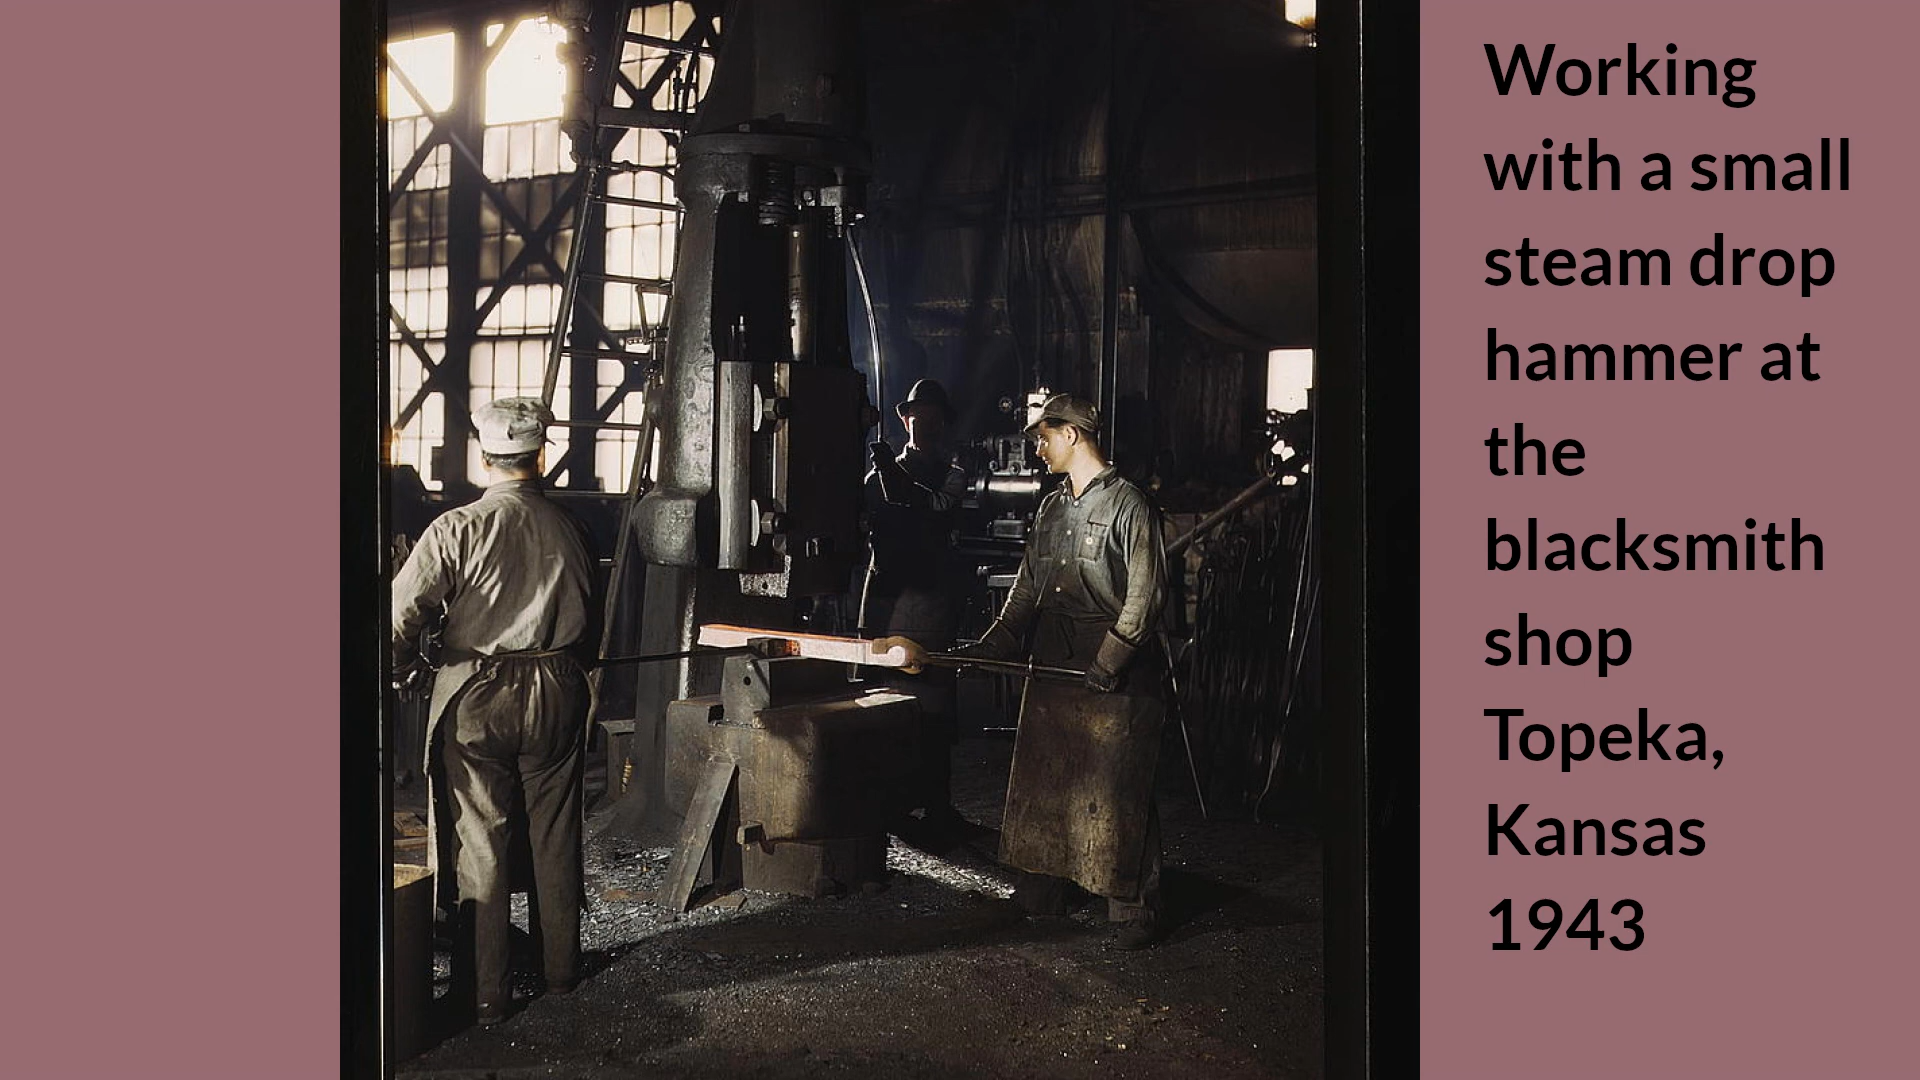 Working
with a small
steam drop
hammer at
the
blacksmith
shop
Topeka,
Kansas
1943